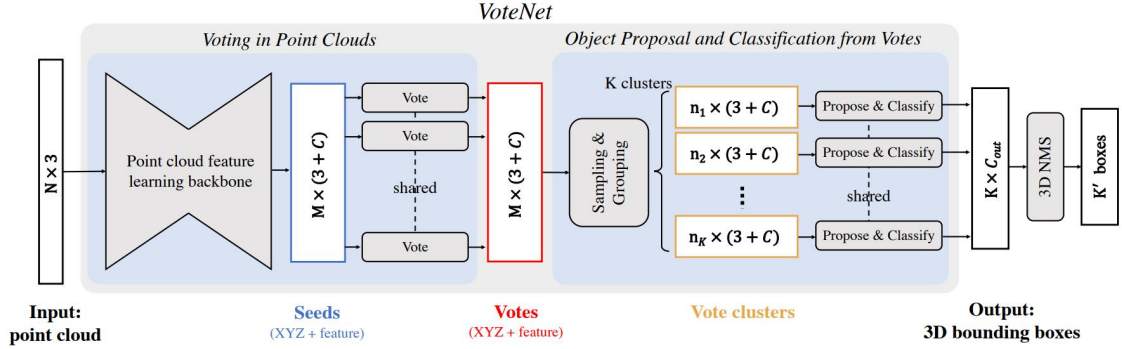 VoteNet
Voting in Point Clouds
Object Proposal and Classification from Votes
N × 3
Point cloud feature
learning backbone
M × (3 + C)
Vote
Vote
shared
Vote
M × (3 + C)
Sampling &
Grouping
K clusters
n₁ × (3 + C)
n₂ × (3 + C)
⋮
n_K × (3 + C)
Propose & Classify
Propose & Classify
shared
Propose & Classify
K × C_out
3D NMS
K' boxes
Input:
point cloud
Seeds
(XYZ + feature)
Votes
(XYZ + feature)
Vote clusters
Output:
3D bounding boxes